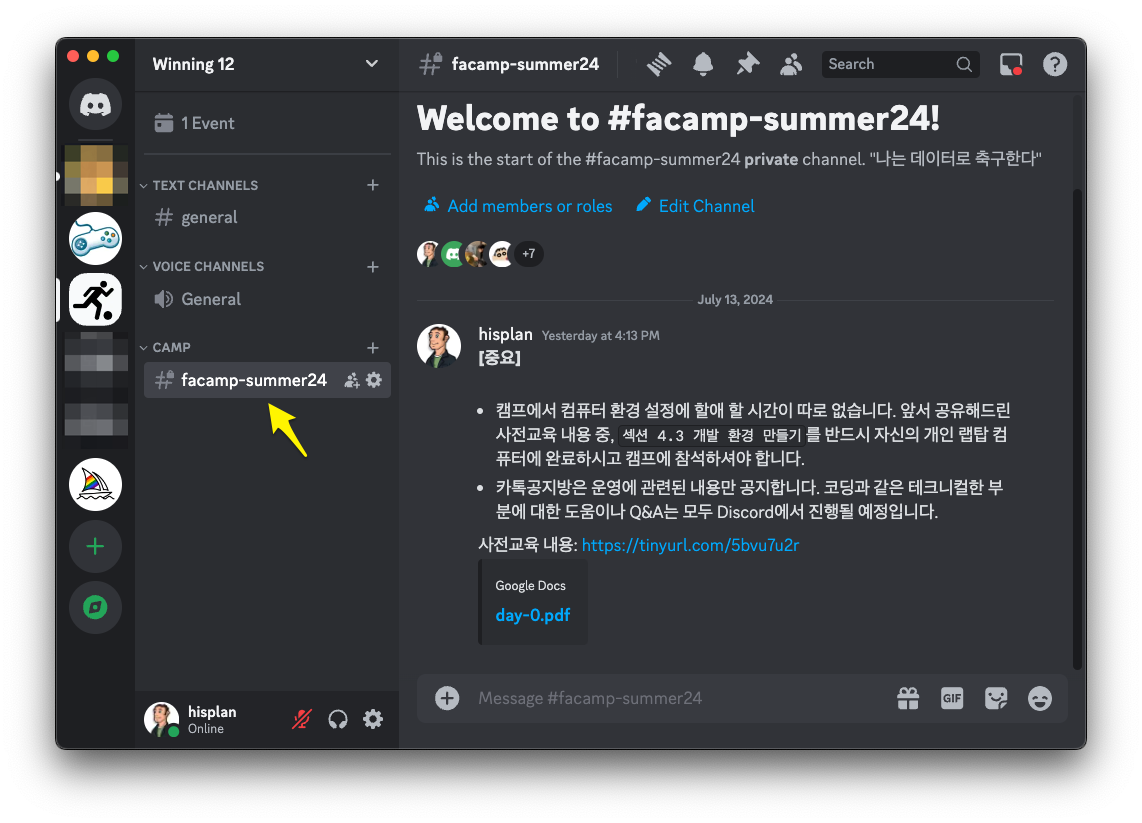 Winning 12
1 Event
TEXT CHANNELS
general
VOICE CHANNELS
General
CAMP
facamp-summer24
hisplan
Online
facamp-summer24
Search
Welcome to #facamp-summer24!
This is the start of the #facamp-summer24 private channel. "나는 데이터로 축구한다"
Add members or roles
Edit Channel
+7
July 13, 2024
hisplan Yesterday at 4:13 PM
[중요]
• 캠프에서 컴퓨터 환경 설정에 할애 할 시간이 따로 없습니다. 앞서 공유해드린
사전교육 내용 중, 섹션 4.3 개발 환경 만들기 를 반드시 자신의 개인 랩탑 컴
퓨터에 완료하시고 캠프에 참석하셔야 합니다.
• 카톡공지방은 운영에 관련된 내용만 공지합니다. 코딩과 같은 테크니컬한 부
분에 대한 도움이나 Q&A는 모두 Discord에서 진행될 예정입니다.
사전교육 내용: https://tinyurl.com/5bvu7u2r
Google Docs
day-0.pdf
Message #facamp-summer24
GIF